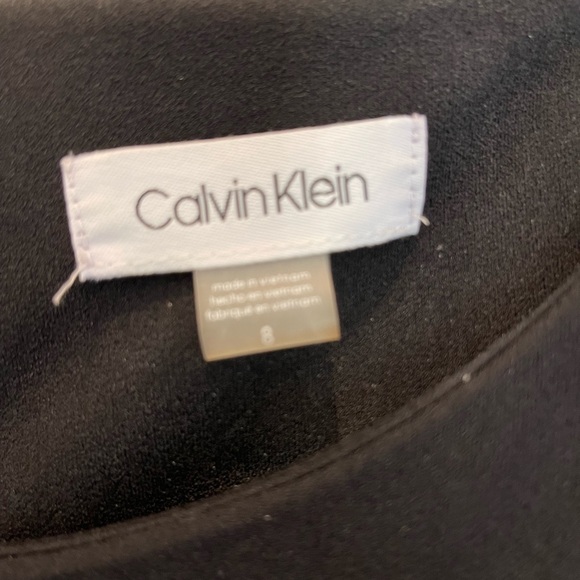 Calvin Klein
made in vietnam
hecho en vietnam
fabriqué en vietnam
8